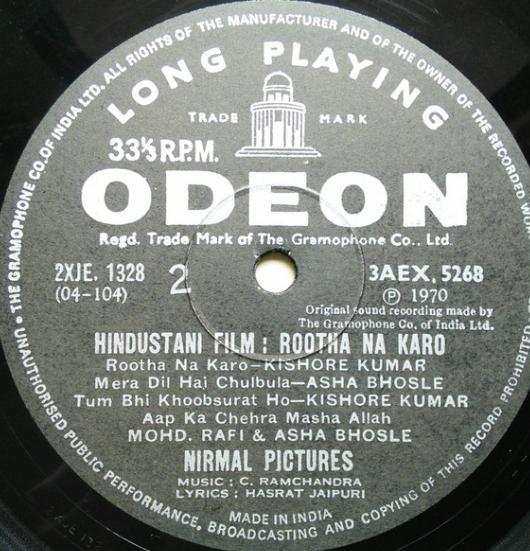 • THE GRAMOPHONE CO. OF INDIA LTD. ALL RIGHTS OF THE MANUFACTURER AND OF THE OWNER OF THE RECORDED
UNAUTHORISED PUBLIC PERFORMANCE, BROADCASTING AND COPYING OF THIS RECORD PROHIBITED
LONG PLAYING
TRADE MARK
33⅓ R.P.M.
ODEON
Regd. Trade Mark of The Gramophone Co., Ltd.
2XJE. 1328 2 3AEX. 5268
(04-104) Ⓟ 1970
Original sound recording made by
The Gramophone Co. of India Ltd.
HINDUSTANI FILM : ROOTHA NA KARO
Rootha Na Karo—KISHORE KUMAR
Mera Dil Hai Chulbula—ASHA BHOSLE
Tum Bhi Khoobsurat Ho—KISHORE KUMAR
Aap Ka Chehra Masha Allah
MOHD. RAFI & ASHA BHOSLE
NIRMAL PICTURES
MUSIC : C. RAMCHANDRA
LYRICS : HASRAT JAIPURI
MADE IN INDIA